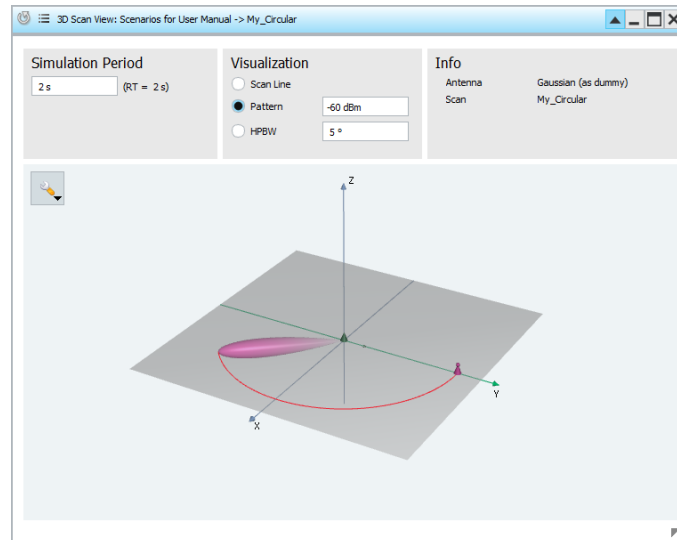 3D Scan View: Scenarios for User Manual -> My_Circular
Simulation Period
2 s (RT = 2 s)
Visualization
Scan Line
Pattern -60 dBm
HPBW 5 º
Info
Antenna Gaussian (as dummy)
Scan My_Circular
Z
Y
X